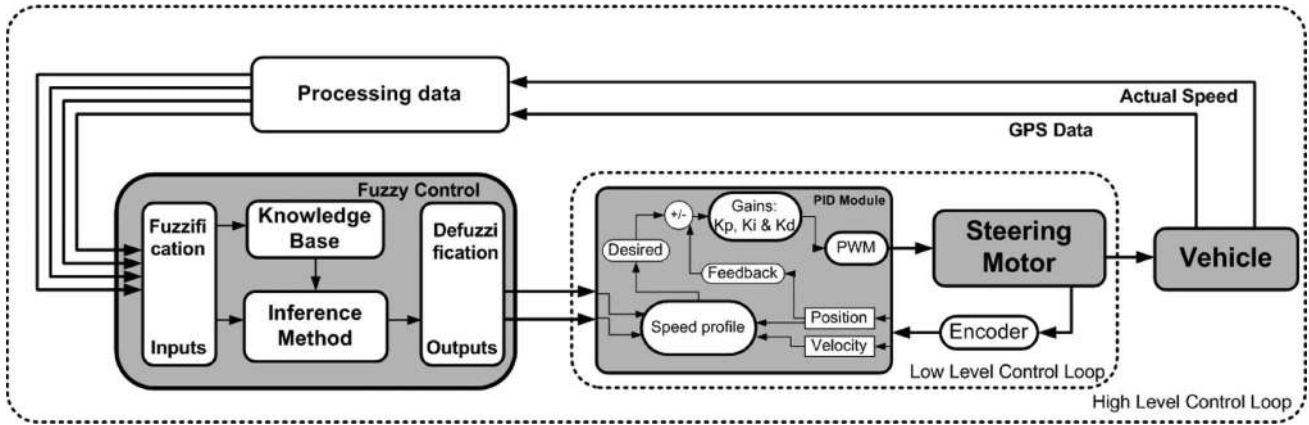 Processing data
Actual Speed
GPS Data
Fuzzy Control
Fuzzifi
cation
Inputs
Knowledge
Base
Inference
Method
Defuzzi
ification
Outputs
PID Module
+/-
Gains:
Kp, Ki & Kd
Desired
Feedback
PWM
Speed profile
Position
Velocity
Steering
Motor
Encoder
Vehicle
Low Level Control Loop
High Level Control Loop